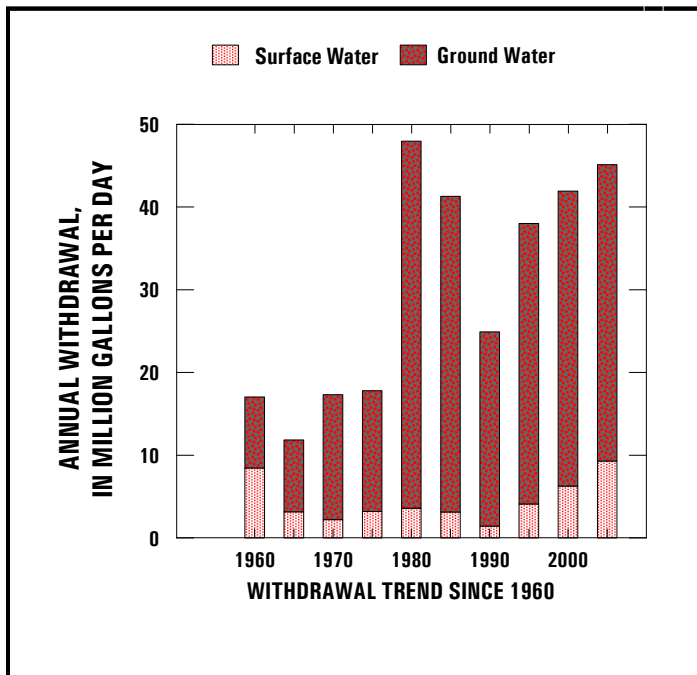 Surface Water Ground Water
ANNUAL WITHDRAWAL,
IN MILLION GALLONS PER DAY
50
40
30
20
10
0
1960 1970 1980 1990 2000
WITHDRAWAL TREND SINCE 1960